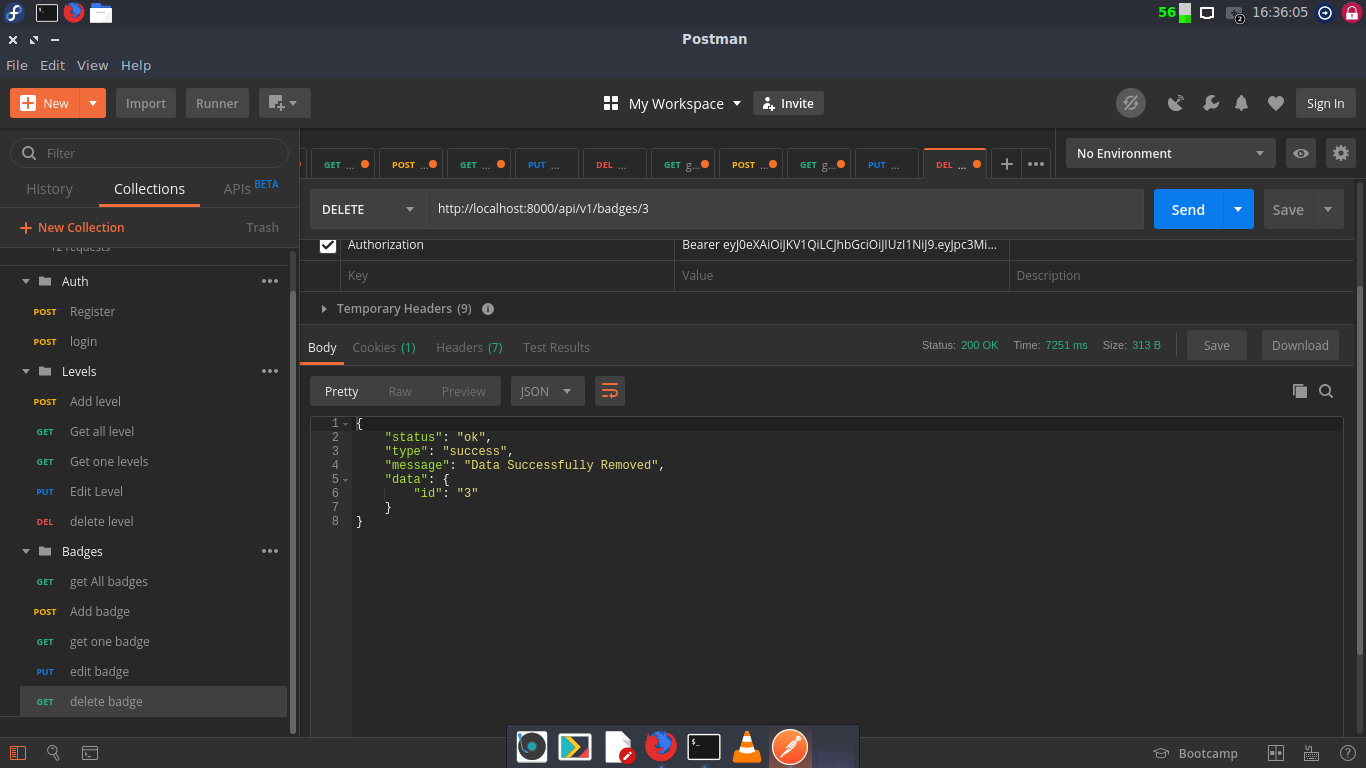 56 2 16:36:05
Postman
File Edit View Help
New Import Runner My Workspace Invite Sign In
Filter
GET ... POST ... GET ... PUT ... DEL ... GET g... POST ... GET g... PUT ... DEL ...
No Environment
History Collections APIs BETA
DELETE http://localhost:8000/api/v1/badges/3 Send Save
New Collection Trash
12 requests
Authorization Bearer eyJ0eXAiOiJKV1QiLCJhbGciOiJIUzI1NiJ9.eyJpc3Mi...
Key Value Description
Temporary Headers (9)
Body Cookies (1) Headers (7) Test Results Status: 200 OK Time: 7251 ms Size: 313 B Save Download
Pretty Raw Preview JSON
1 {
2 "status": "ok",
3 "type": "success",
4 "message": "Data Successfully Removed",
5 "data": {
6 "id": "3"
7 }
8 }
Auth
POST Register
POST login
Levels
POST Add level
GET Get all level
GET Get one levels
PUT Edit Level
DEL delete level
Badges
GET get All badges
POST Add badge
GET get one badge
PUT edit badge
GET delete badge
Bootcamp